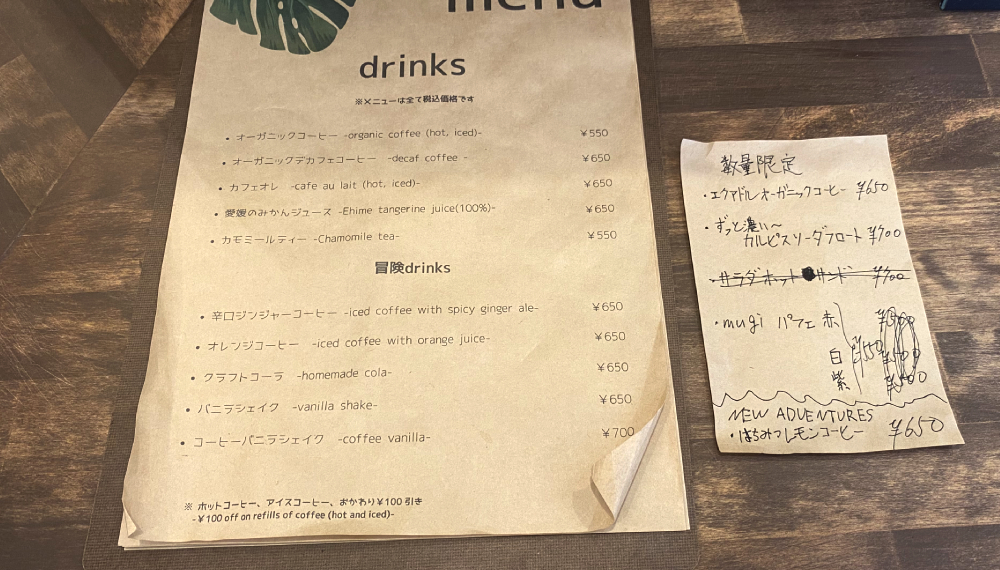 menu
drinks
※メニューは全て税込価格です
• オーガニックコーヒー -organic coffee (hot, iced)- ¥550
• オーガニックデカフェコーヒー -decaf coffee - ¥650
• カフェオレ -cafe au lait (hot, iced)- ¥650
• 愛媛のみかんジュース -Ehime tangerine juice(100%)- ¥650
• カモミールティー -Chamomile tea- ¥550
冒険drinks
• 辛口ジンジャーコーヒー -iced coffee with spicy ginger ale- ¥650
• オレンジコーヒー -iced coffee with orange juice- ¥650
• クラフトコーラ -homemade cola- ¥650
• バニラシェイク -vanilla shake- ¥650
• コーヒーバニラシェイク -coffee vanilla- ¥700
※ ホットコーヒー、アイスコーヒー、おかわり¥100引き
-¥100 off on refills of coffee (hot and iced)-
数量限定
・エクアドルオーガニックコーヒー ¥650
・ずっと濃い〜
カルピスソーダフロート ¥700
・サラダホットサンド ¥700
・mugi パフェ 赤
白 ¥550
紫
NEW ADVENTURES
・はちみつレモンコーヒー ¥650